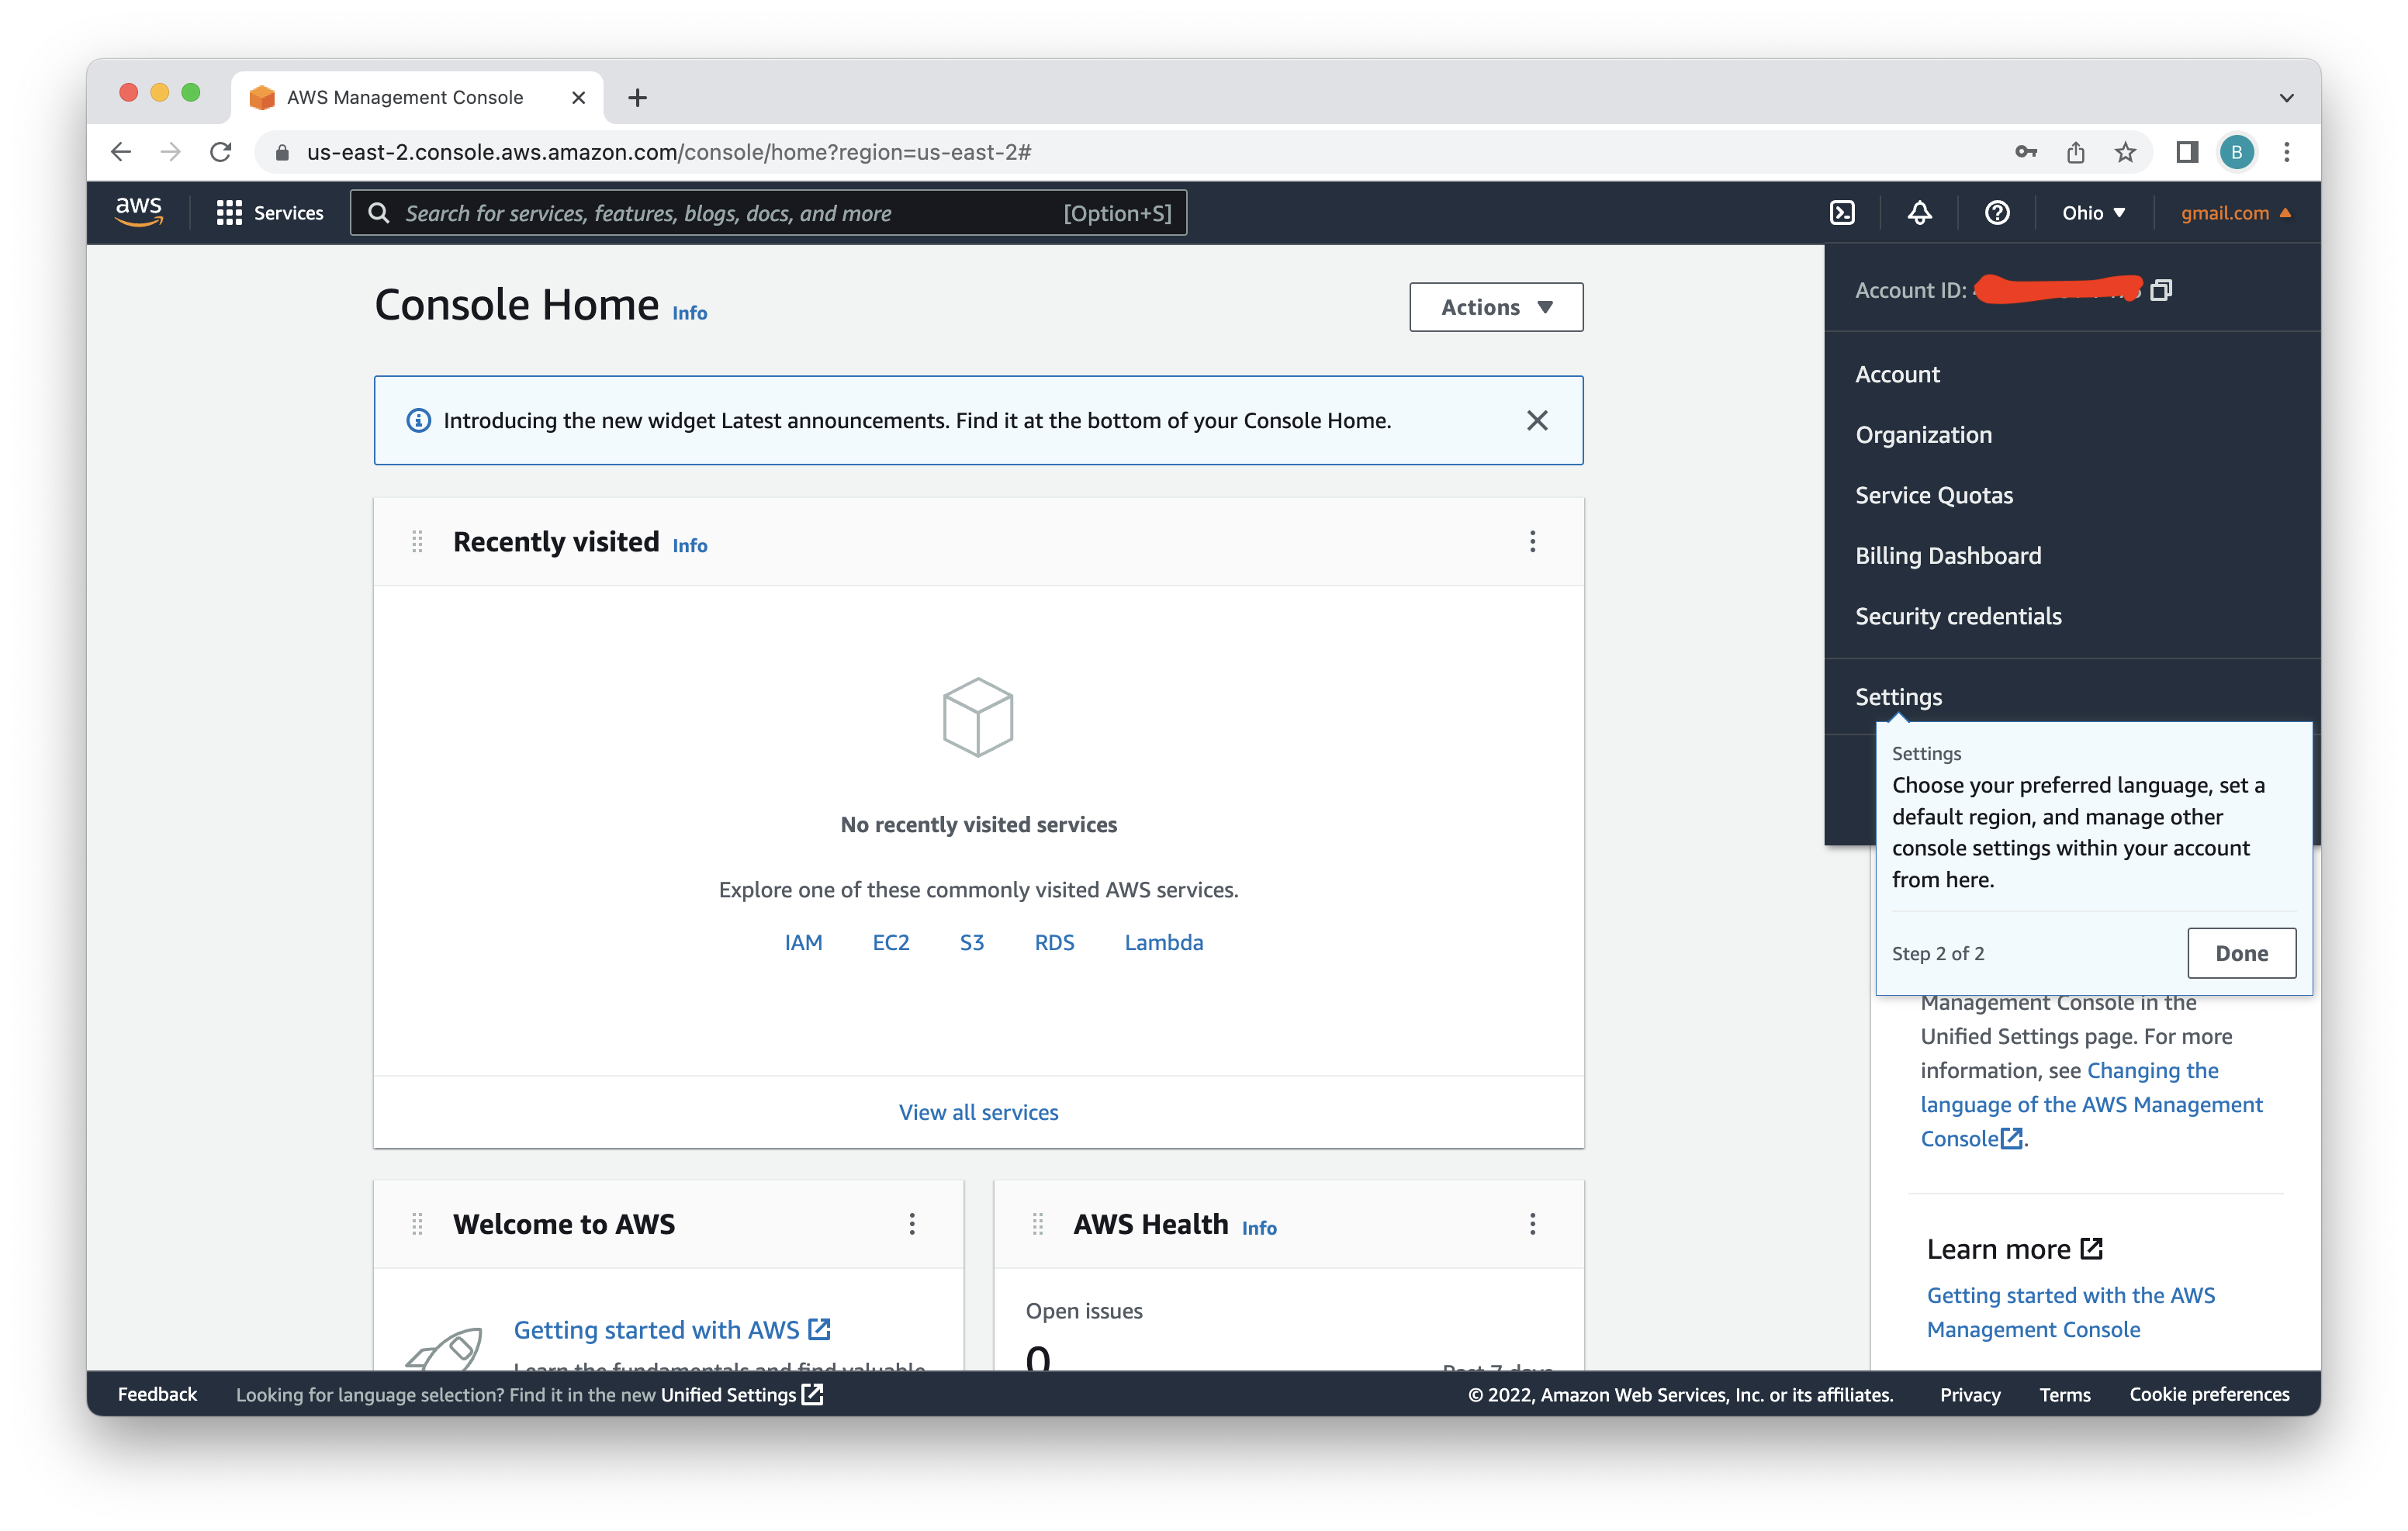 AWS Management Console
us-east-2.console.aws.amazon.com/console/home?region=us-east-2#
B
aws
Services
Search for services, features, blogs, docs, and more
[Option+S]
Ohio
gmail.com
Account ID:
Account
Organization
Service Quotas
Billing Dashboard
Security credentials
Settings
Settings
Choose your preferred language, set a
default region, and manage other
console settings within your account
from here.
Step 2 of 2
Done
Console Home Info
Actions
Introducing the new widget Latest announcements. Find it at the bottom of your Console Home.
Recently visited Info
No recently visited services
Explore one of these commonly visited AWS services.
IAM EC2 S3 RDS Lambda
View all services
Management Console in the
Unified Settings page. For more
information, see Changing the
language of the AWS Management
Console.
Learn more
Getting started with the AWS
Management Console
Welcome to AWS
Getting started with AWS
Learn the fundamentals and find valuable
AWS Health Info
Open issues
0
Past 7 days
Feedback
Looking for language selection? Find it in the new Unified Settings
© 2022, Amazon Web Services, Inc. or its affiliates.
Privacy
Terms
Cookie preferences